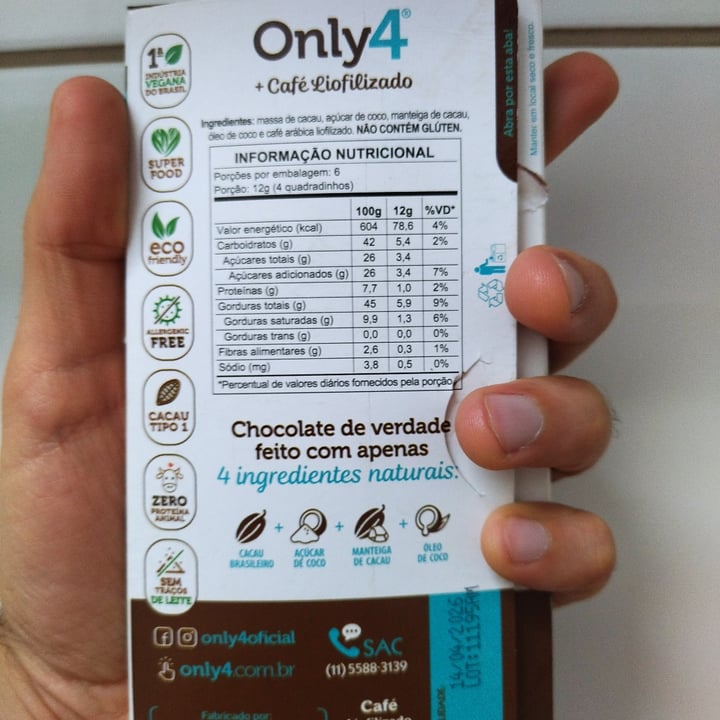 Only4®
+ Café Liofilizado
Abra por esta aba!
Manter em local seco e fresco.
1ª
INDÚSTRIA
VEGANA
DO BRASIL
SUPER
FOOD
eco
friendly
ALLERGENIC
FREE
CACAU
TIPO 1
ZERO
PROTEÍNA
ANIMAL
SEM
TRAÇOS
DE LEITE
Ingredientes: massa de cacau, açúcar de coco, manteiga de cacau,
óleo de coco e café arábica liofilizado. NÃO CONTÉM GLÚTEN.
INFORMAÇÃO NUTRICIONAL
Porções por embalagem: 6
Porção: 12g (4 quadradinhos)
100g 12g %VD*
Valor energético (kcal) 604 78,6 4%
Carboidratos (g) 42 5,4 2%
Açúcares totais (g) 26 3,4
Açúcares adicionados (g) 26 3,4 7%
Proteínas (g) 7,7 1,0 2%
Gorduras totais (g) 45 5,9 9%
Gorduras saturadas (g) 9,9 1,3 6%
Gorduras trans (g) 0,0 0,0 0%
Fibras alimentares (g) 2,6 0,3 1%
Sódio (mg) 3,8 0,5 0%
*Percentual de valores diários fornecidos pela porção.
Chocolate de verdade
feito com apenas
4 ingredientes naturais:
CACAU
BRASILEIRO
+
AÇÚCAR
DE COCO
+
MANTEIGA
DE CACAU
+
ÓLEO
DE COCO
only4oficial
only4.com.br
SAC
(11) 5588-3139
14/04/2026
Fabricado por:
Café